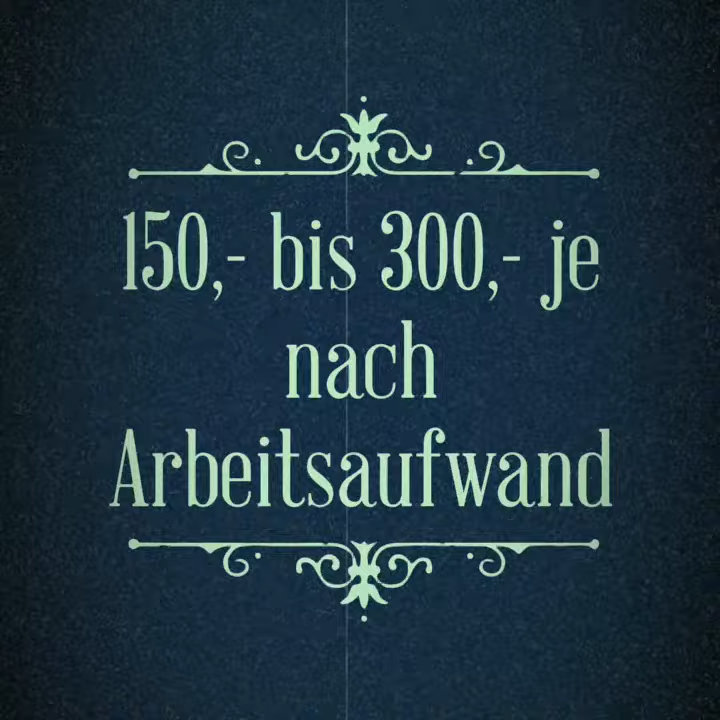 150,- bis 300,- je
nach
Arbeitsaufwand